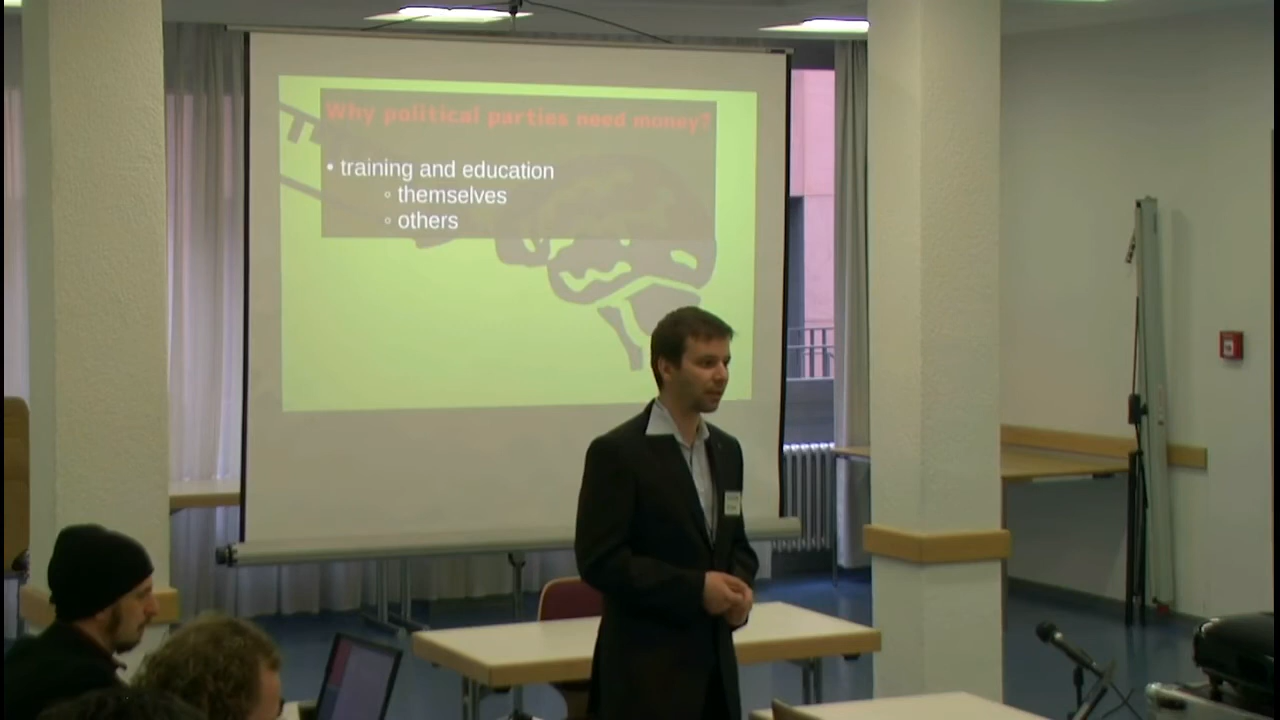 Why political parties need money?
• training and education
◦ themselves
◦ others